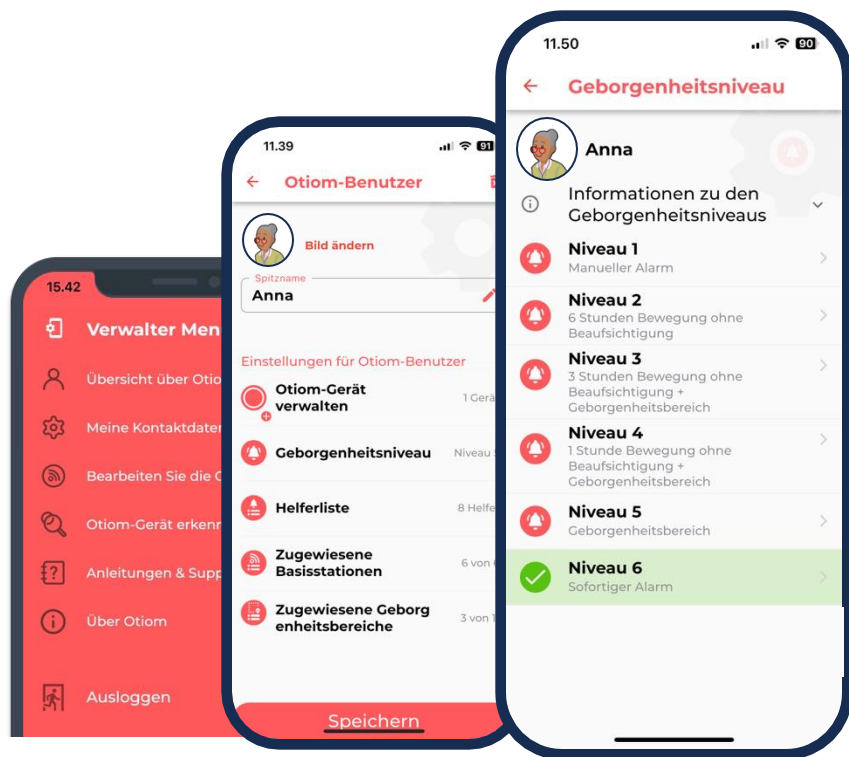 15.42
Verwalter Men
Übersicht über Otio
Meine Kontaktdaten
Bearbeiten Sie die
Otiom-Gerät erkenn
Anleitungen & Supp
Über Otiom
Ausloggen
11.39
91
Otiom-Benutzer
Bild ändern
Spitzname
Anna
Einstellungen für Otiom-Benutzer
Otiom-Gerät
verwalten
1 Gerä
Geborgenheitsniveau
Niveau
Helferliste
8 Helfe
Zugewiesene
Basisstationen
6 von
Zugewiesene Geborg
enheitsbereiche
3 von 1
Speichern
11.50
90
Geborgenheitsniveau
Anna
Informationen zu den
Geborgenheitsniveaus
Niveau 1
Manueller Alarm
Niveau 2
6 Stunden Bewegung ohne
Beaufsichtigung
Niveau 3
3 Stunden Bewegung ohne
Beaufsichtigung +
Geborgenheitsbereich
Niveau 4
1 Stunde Bewegung ohne
Beaufsichtigung +
Geborgenheitsbereich
Niveau 5
Geborgenheitsbereich
Niveau 6
Sofortiger Alarm